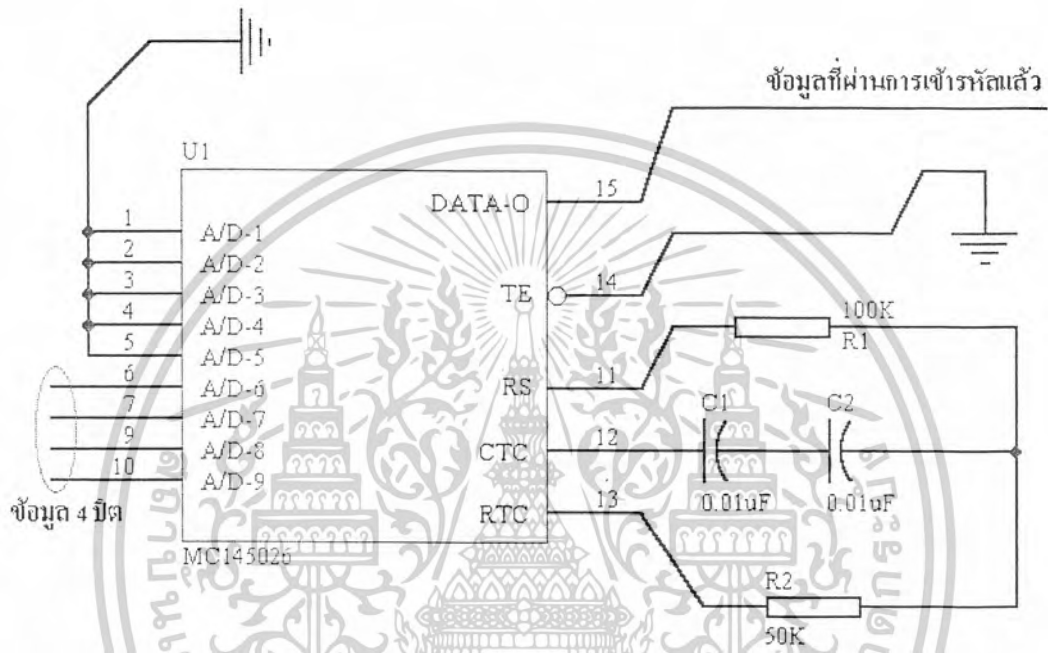 ข้อมูลที่ผ่านการเข้ารหัสแล้ว
U1
DATA-O
15
1
A/D-1
2
A/D-2
3
A/D-3
4
A/D-4
5
A/D-5
6
A/D-6
7
A/D-7
9
A/D-8
10
A/D-9
TE
14
100K
R1
RS
11
C1
C2
CTC
12
0.01uF
0.01uF
RTC
13
ข้อมูล 4 บิต
MC145026
R2
50K